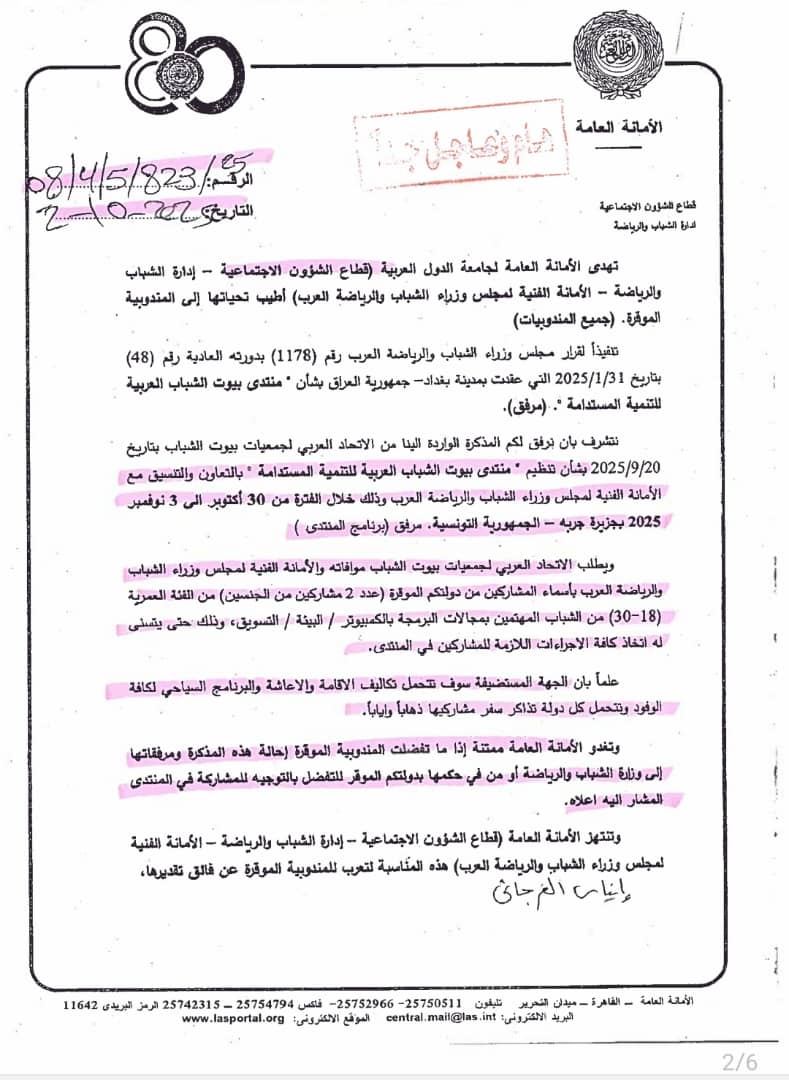 الأمانة العامة
هام وعاجل جداً
قطاع الشؤون الاجتماعية
ادارة الشباب والرياضة
الرقم: 08/4/5/823/25
التاريخ: 2-10-2025
تهدى الأمانة العامة لجامعة الدول العربية (قطاع الشؤون الاجتماعية – إدارة الشباب
والرياضة – الأمانة الفنية لمجلس وزراء الشباب والرياضة العرب) أطيب تحياتها إلى المندوبية
الموقرة. (جميع المندوبيات)
تنفيذاً لقرار مجلس وزراء الشباب والرياضة العرب رقم (1178) بدورته العادية رقم (48)
بتاريخ 2025/1/31 التي عقدت بمدينة بغداد– جمهورية العراق بشأن " منتدى بيوت الشباب العربية
للتنمية المستدامة ". (مرفق).
نتشرف بان نرفق لكم المذكرة الواردة الينا من الاتحاد العربي لجمعيات بيوت الشباب بتاريخ
2025/9/20 بشأن تنظيم " منتدى بيوت الشباب العربية للتنمية المستدامة " بالتعاون والتنسيق مع
الأمانة الفنية لمجلس وزراء الشباب والرياضة العرب وذلك خلال الفترة من 30 أكتوبر الى 3 نوفمبر
2025 بجزيرة جربه – الجمهورية التونسية. مرفق (برنامج المنتدى )
ويطلب الاتحاد العربي لجمعيات بيوت الشباب موافاته والأمانة الفنية لمجلس وزراء الشباب
والرياضة العرب بأسماء المشاركين من دولتكم الموقرة (عدد 2 مشاركين من الجنسين) من الفئة العمرية
(18-30) من الشباب المهتمين بمجالات البرمجة بالكمبيوتر / البيئة / التسويق، وذلك حتى يتسنى
له اتخاذ كافة الاجراءات اللازمة للمشاركين في المنتدى.
علماً بان الجهة المستضيفة سوف تتحمل تكاليف الاقامة والاعاشة والبرنامج السياحي لكافة
الوفود وتتحمل كل دولة تذاكر سفر مشاركيها ذهاباً واياباً.
وتغدو الأمانة العامة ممتنة إذا ما تفضلت المندوبية الموقرة إحالة هذه المذكرة ومرفقاتها
إلى وزارة الشباب والرياضة أو من في حكمها بدولتكم الموقر للتفضل بالتوجيه للمشاركة في المنتدى
المشار اليه اعلاه.
وتنتهز الأمانة العامة (قطاع الشؤون الاجتماعية – إدارة الشباب والرياضة – الأمانة الفنية
لمجلس وزراء الشباب والرياضة العرب) هذه المناسبة لتعرب للمندوبية الموقرة عن فائق تقديرها،
الأمانة العامة – القاهرة – ميدان التحرير تليفون 25750511 -25752966– فاكس 25754794 – 25742315 الرمز البريدى 11642
البريد الالكترونى: central.mail@las.int الموقع الالكترونى: www.lasportal.org
2/6